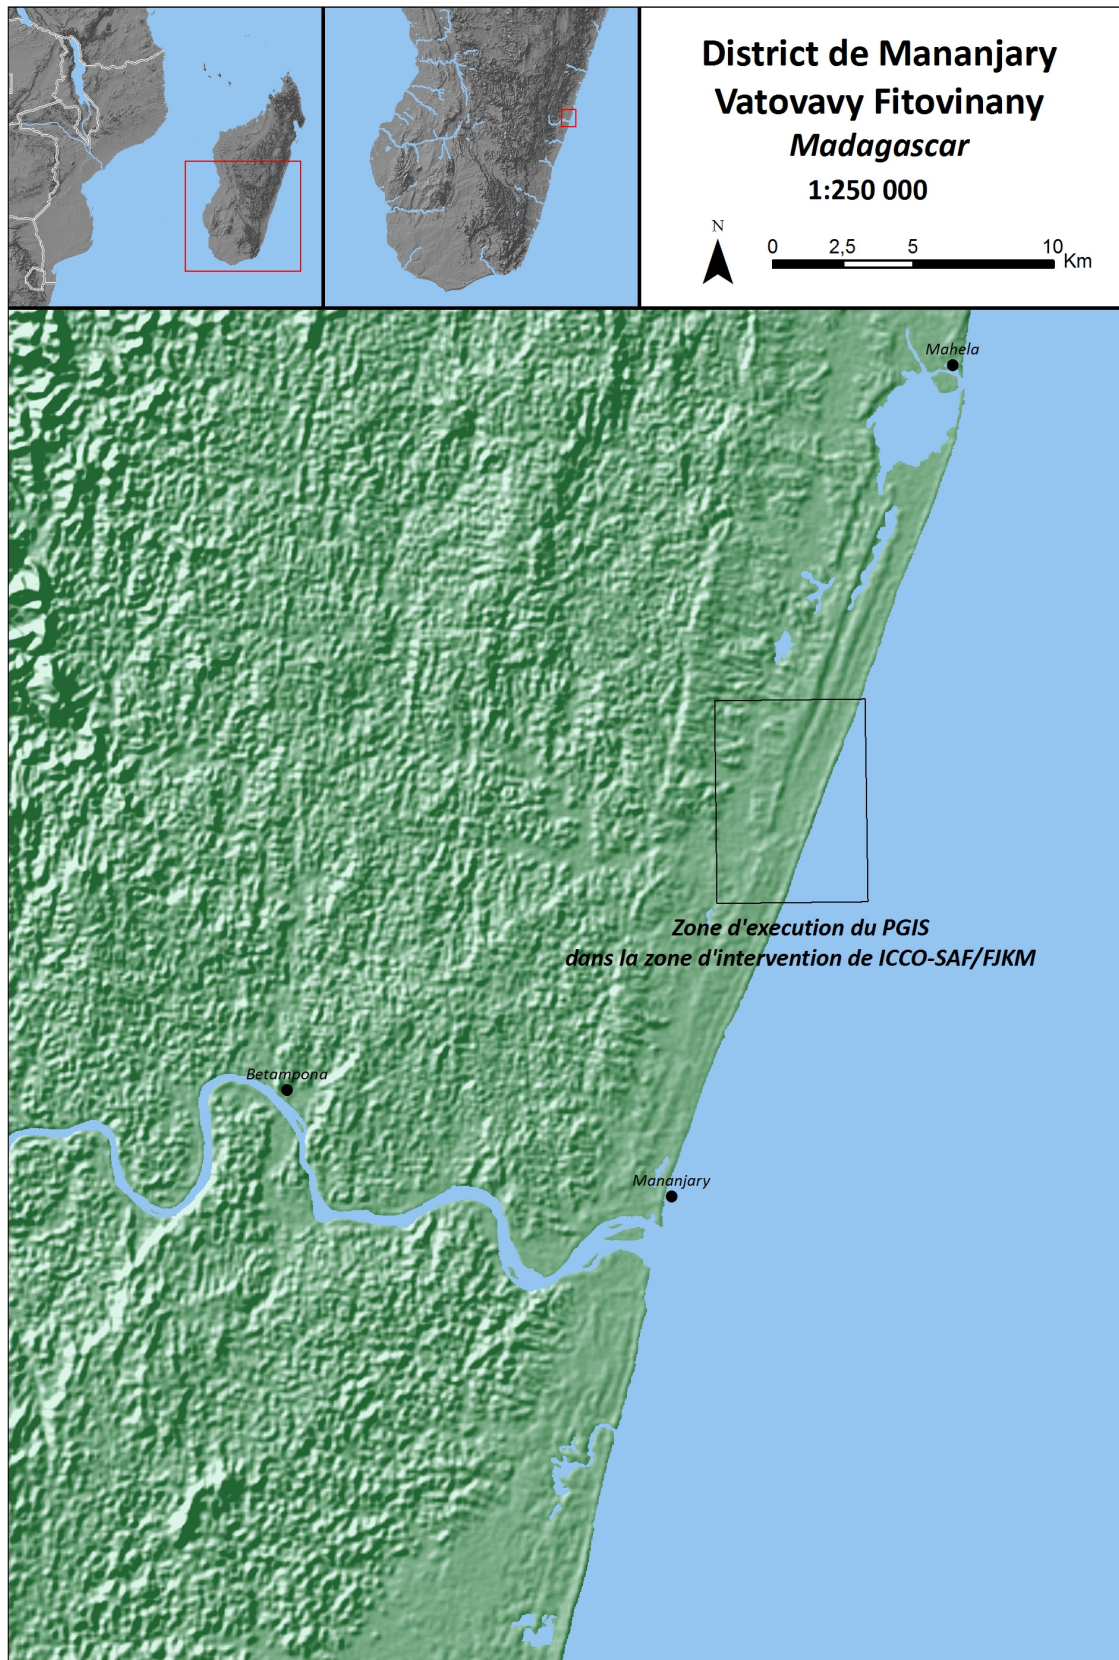 District de Mananjary
Vatovavy Fitovinany
Madagascar
1:250 000
N
0 2,5 5 10
Km
Mahela
Zone d'execution du PGIS
dans la zone d'intervention de ICCO-SAF/FJKM
Betampona
Mananjary